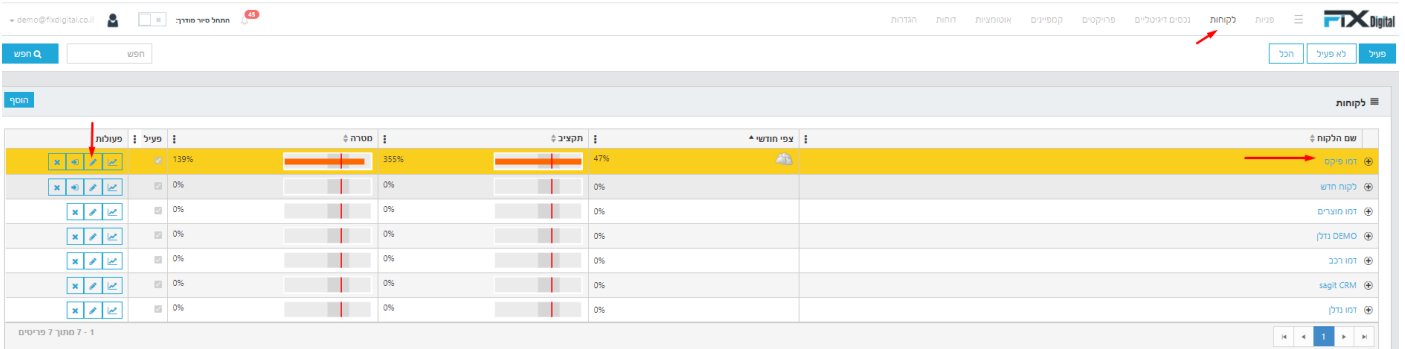 FIX Digital פניות לקוחות נכסים דיגיטליים פרויקטים קמפיינים אוטומציות דוחות הגדרות 45 התחל סיור מודרך: demo@fixdigital.co.il
פעיל לא פעיל הכל חפש חפש
לקוחות הוסף
שם הלקוח צפי חודשי תקציב מטרה פעיל פעולות
דמו פיקס 47% 355% 139%
לקוח חדש 0% 0% 0%
דמו מוצרים 0% 0% 0%
DEMO נדלן 0% 0% 0%
דמו רכב 0% 0% 0%
sagit CRM 0% 0% 0%
דמו נדלן 0% 0% 0%
1 1 - 7 מתוך 7 פריטים